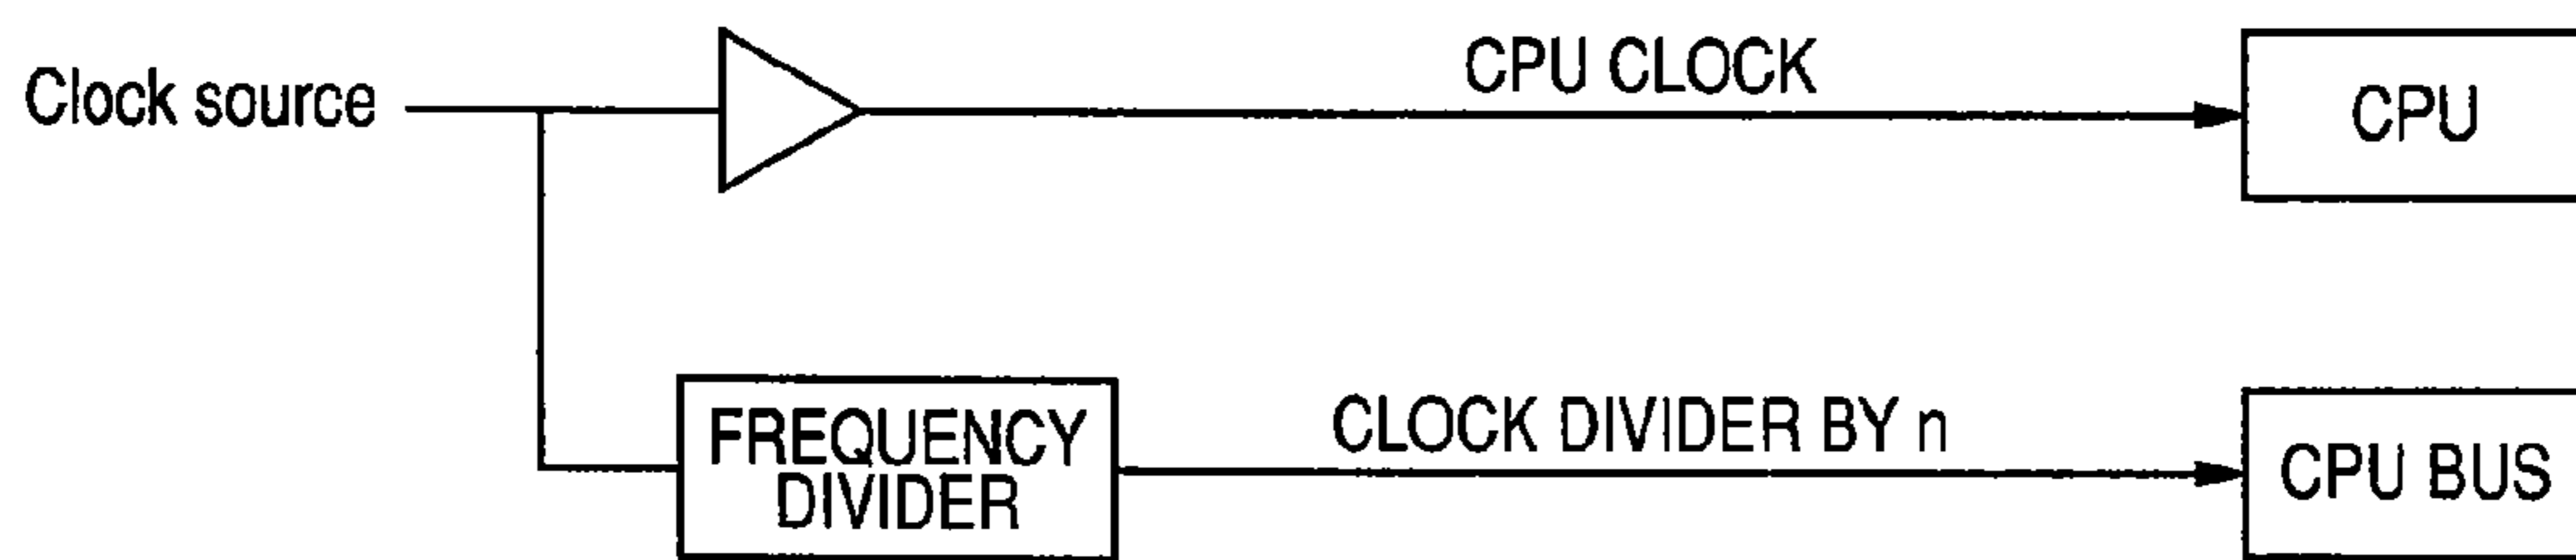 Clock source
CPU CLOCK
CPU
FREQUENCY
DIVIDER
CLOCK DIVIDER BY n
CPU BUS